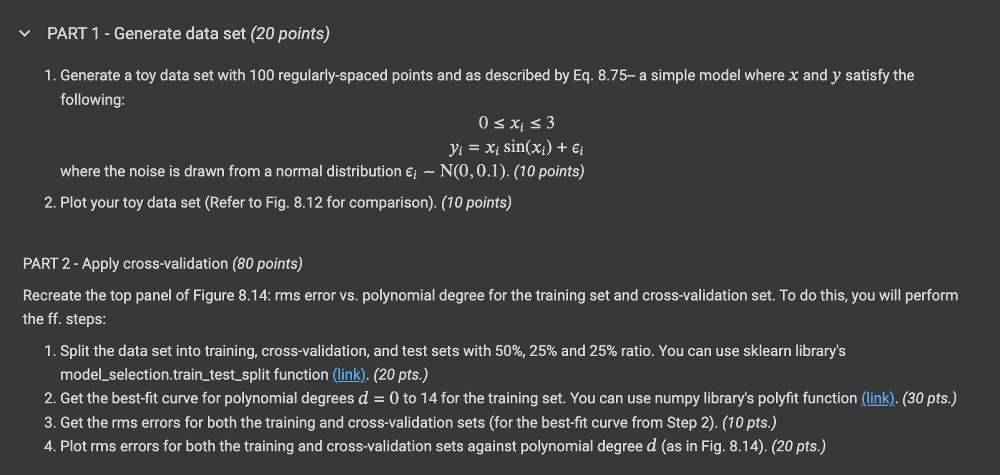 PART 1 - Generate data set (20 points)
1. Generate a toy data set with 100 regularly-spaced points and as described by Eq. 8.75-- a simple model where x and y satisfy the
following:
0 ≤ xᵢ ≤ 3
yᵢ = xᵢ sin(xᵢ) + ϵᵢ
where the noise is drawn from a normal distribution ϵᵢ ∼ N(0, 0.1). (10 points)
2. Plot your toy data set (Refer to Fig. 8.12 for comparison). (10 points)
PART 2 - Apply cross-validation (80 points)
Recreate the top panel of Figure 8.14: rms error vs. polynomial degree for the training set and cross-validation set. To do this, you will perform
the ff. steps:
1. Split the data set into training, cross-validation, and test sets with 50%, 25% and 25% ratio. You can use sklearn library's
model_selection.train_test_split function (link). (20 pts.)
2. Get the best-fit curve for polynomial degrees d = 0 to 14 for the training set. You can use numpy library's polyfit function (link). (30 pts.)
3. Get the rms errors for both the training and cross-validation sets (for the best-fit curve from Step 2). (10 pts.)
4. Plot rms errors for both the training and cross-validation sets against polynomial degree d (as in Fig. 8.14). (20 pts.)